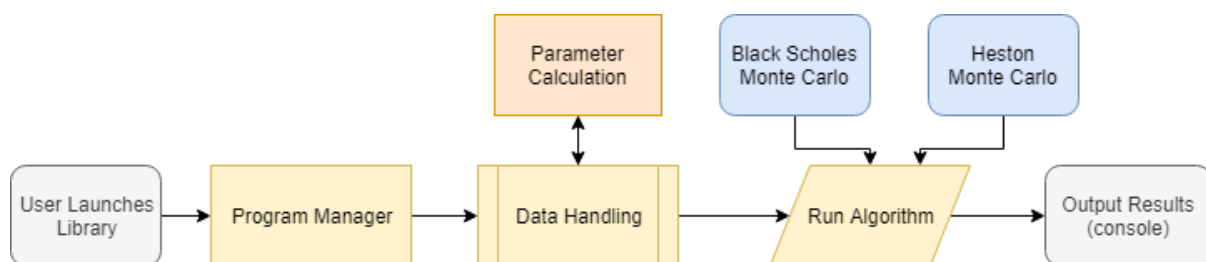 Parameter
Calculation
Black Scholes
Monte Carlo
Heston
Monte Carlo
User Launches
Library
Program Manager
Data Handling
Run Algorithm
Output Results
(console)